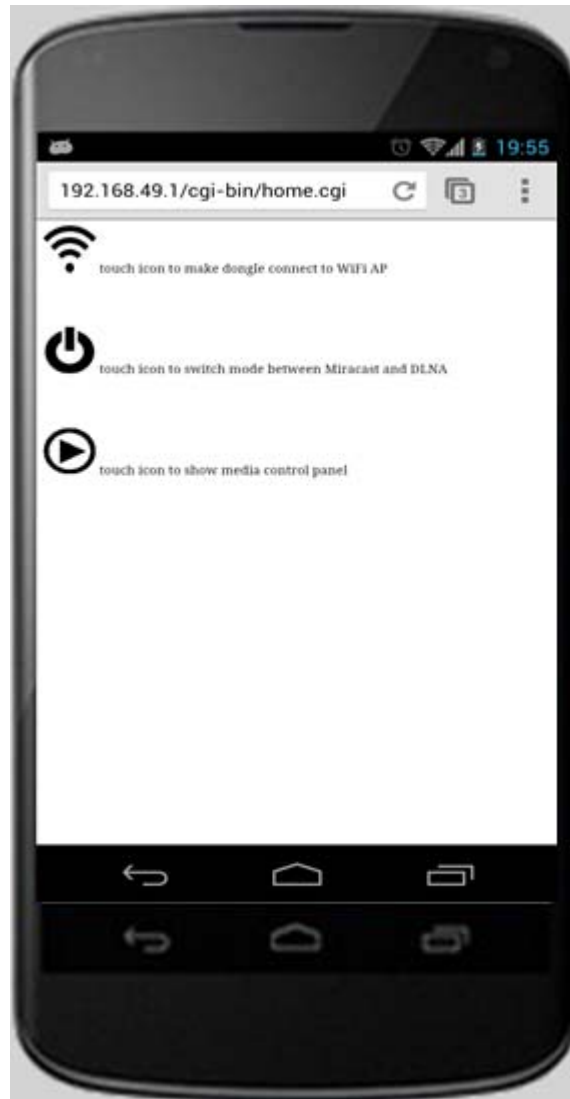 19:55
192.168.49.1/cgi-bin/home.cgi
3
touch icon to make dongle connect to WiFi AP
touch icon to switch mode between Miracast and DLNA
touch icon to show media control panel